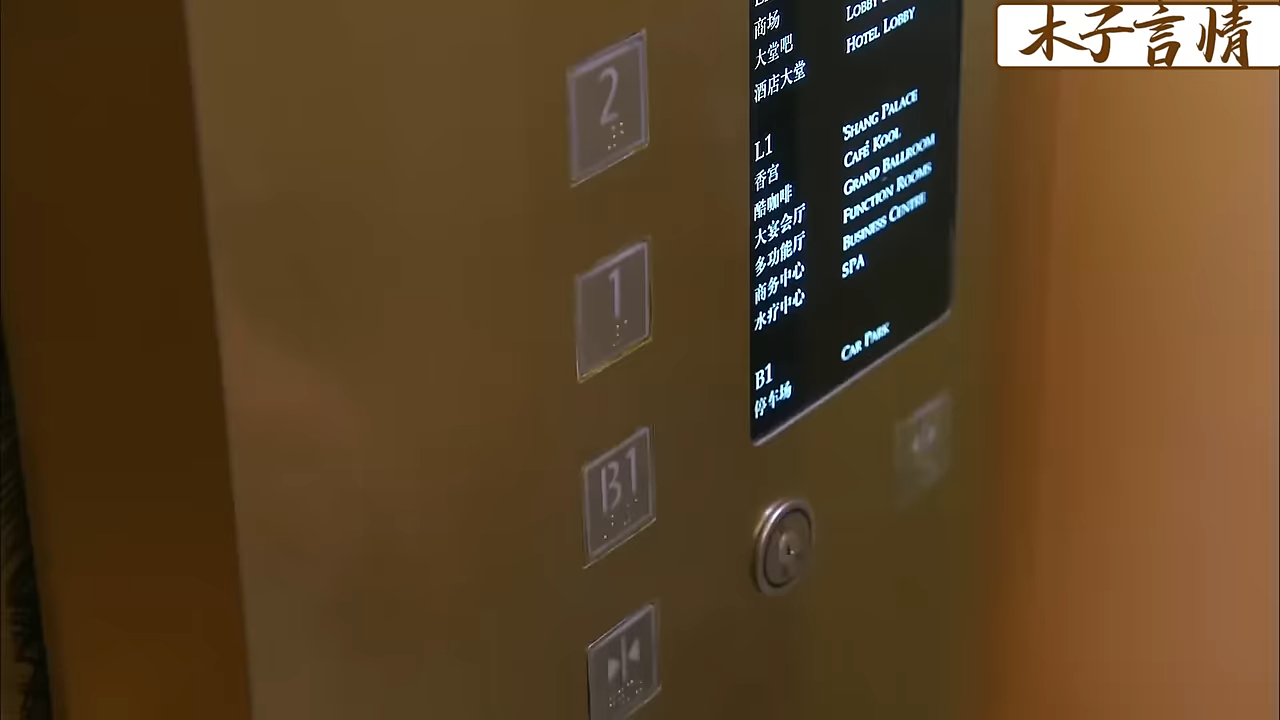 木子言情
2
1
B1
商场
大堂吧
酒店大堂
HOTEL LOBBY
L1
香宫
酷咖啡
大宴会厅
多功能厅
商务中心
水疗中心
SHANG PALACE
CAFÉ KOOL
GRAND BALLROOM
FUNCTION ROOMS
BUSINESS CENTRE
SPA
B1
停车场
CAR PARK